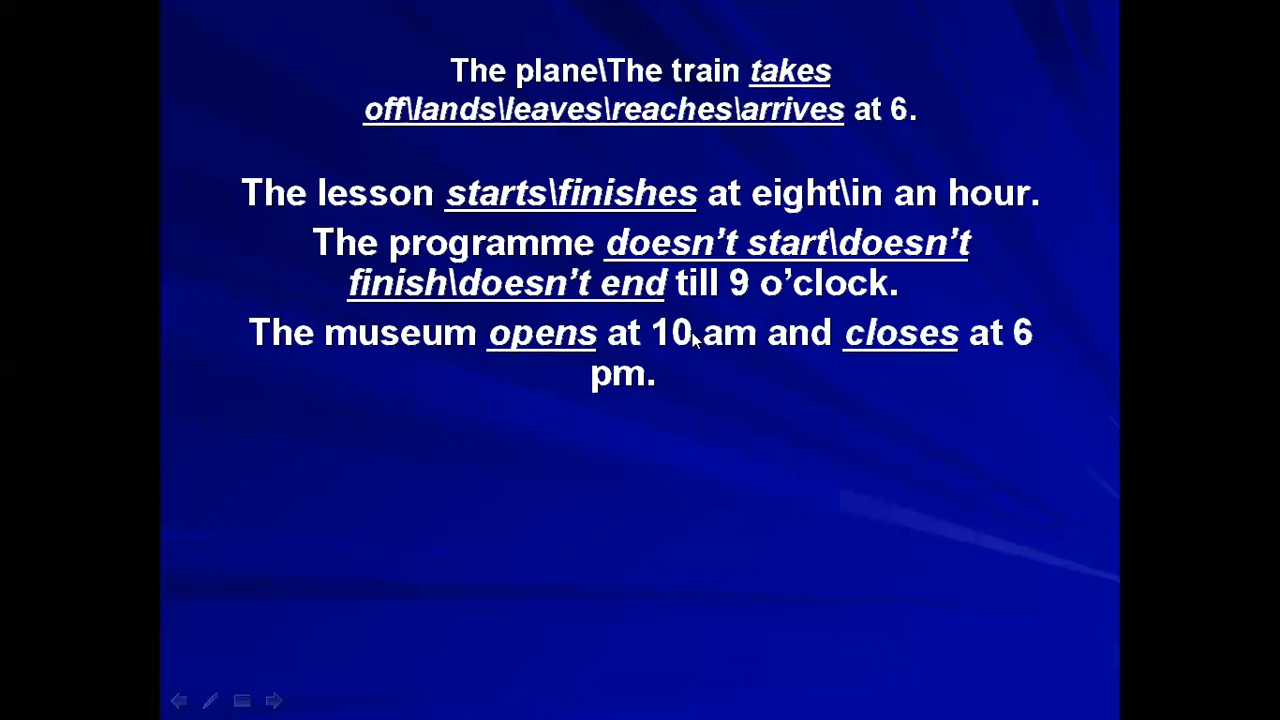 The plane\The train takes
off\lands\leaves\reaches\arrives at 6.
The lesson starts\finishes at eight\in an hour.
The programme doesn’t start\doesn’t
finish\doesn’t end till 9 o’clock.
The museum opens at 10 am and closes at 6
pm.